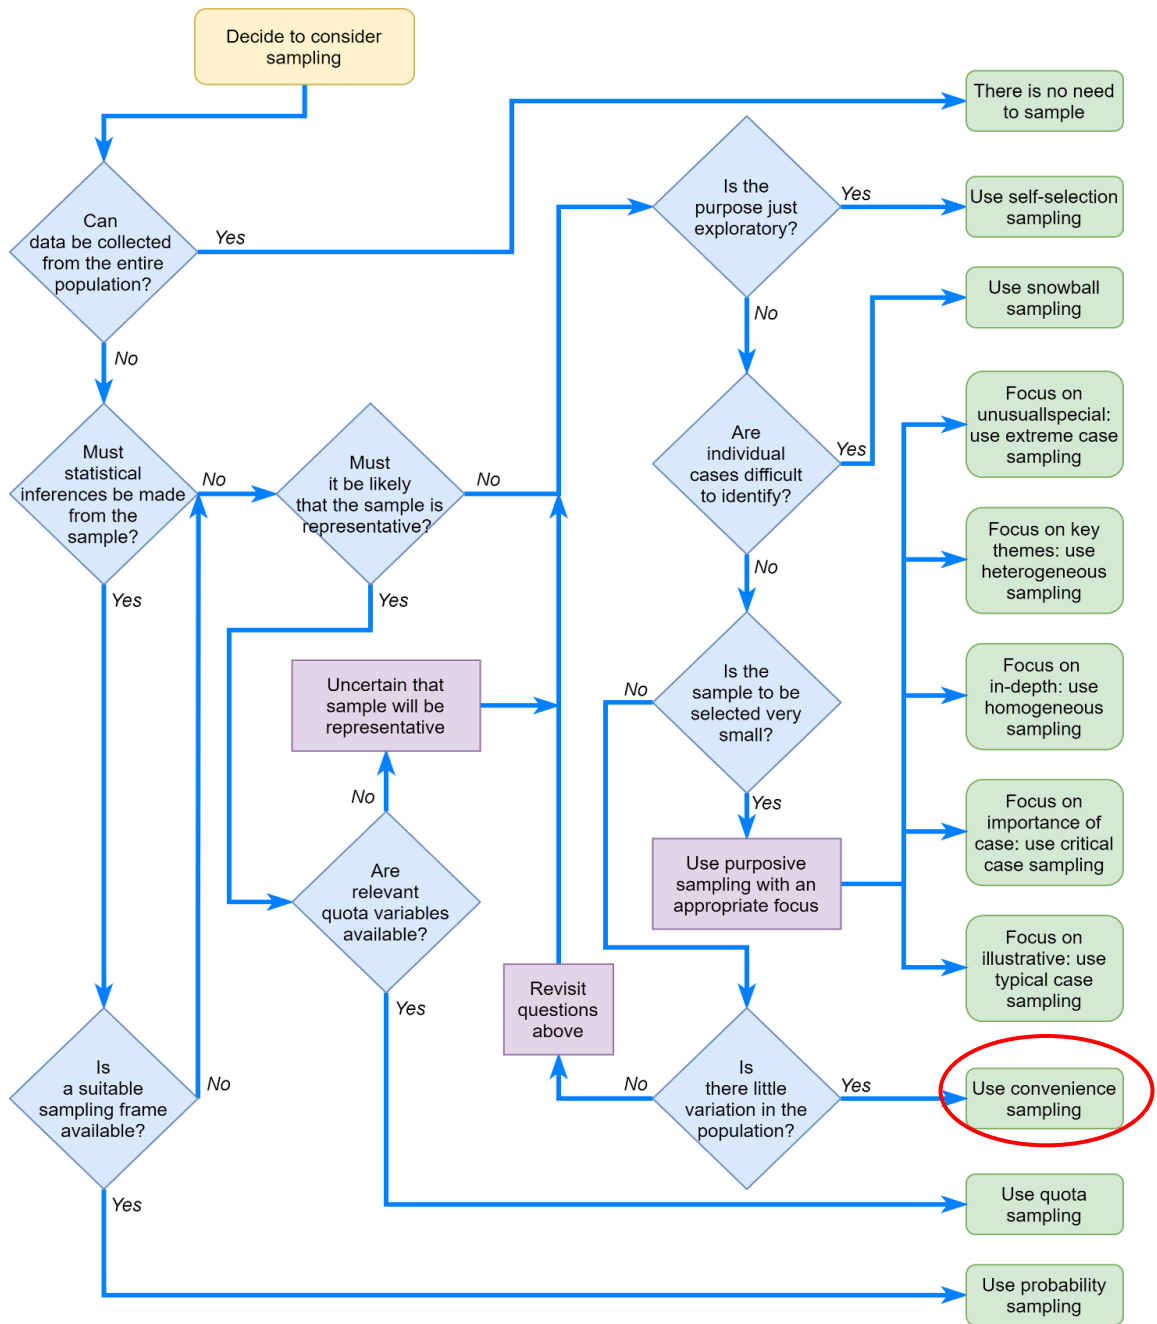 Decide to consider
sampling
There is no need
to sample
Is the
purpose just
exploratory?
Yes
Use self-selection
sampling
Can
data be collected
from the entire
population?
Yes
Use snowball
sampling
No
No
Focus on
unusuallspecial:
use extreme case
sampling
Must
statistical
inferences be made
from the
sample?
No
Must
it be likely
that the sample is
representative?
No
Are
individual
cases difficult
to identify?
Yes
Focus on key
themes: use
heterogeneous
sampling
Yes
Yes
No
Uncertain that
sample will be
representative
No
Is the
sample to be
selected very
small?
Focus on
in-depth: use
homogeneous
sampling
No
Yes
Focus on
importance of
case: use critical
case sampling
Are
relevant
quota variables
available?
Use purposive
sampling with an
appropriate focus
Focus on
illustrative: use
typical case
sampling
Yes
Revisit
questions
above
Is
a suitable
sampling frame
available?
No
No
Is
there little
variation in the
population?
Yes
Use convenience
sampling
Yes
Use quota
sampling
Use probability
sampling